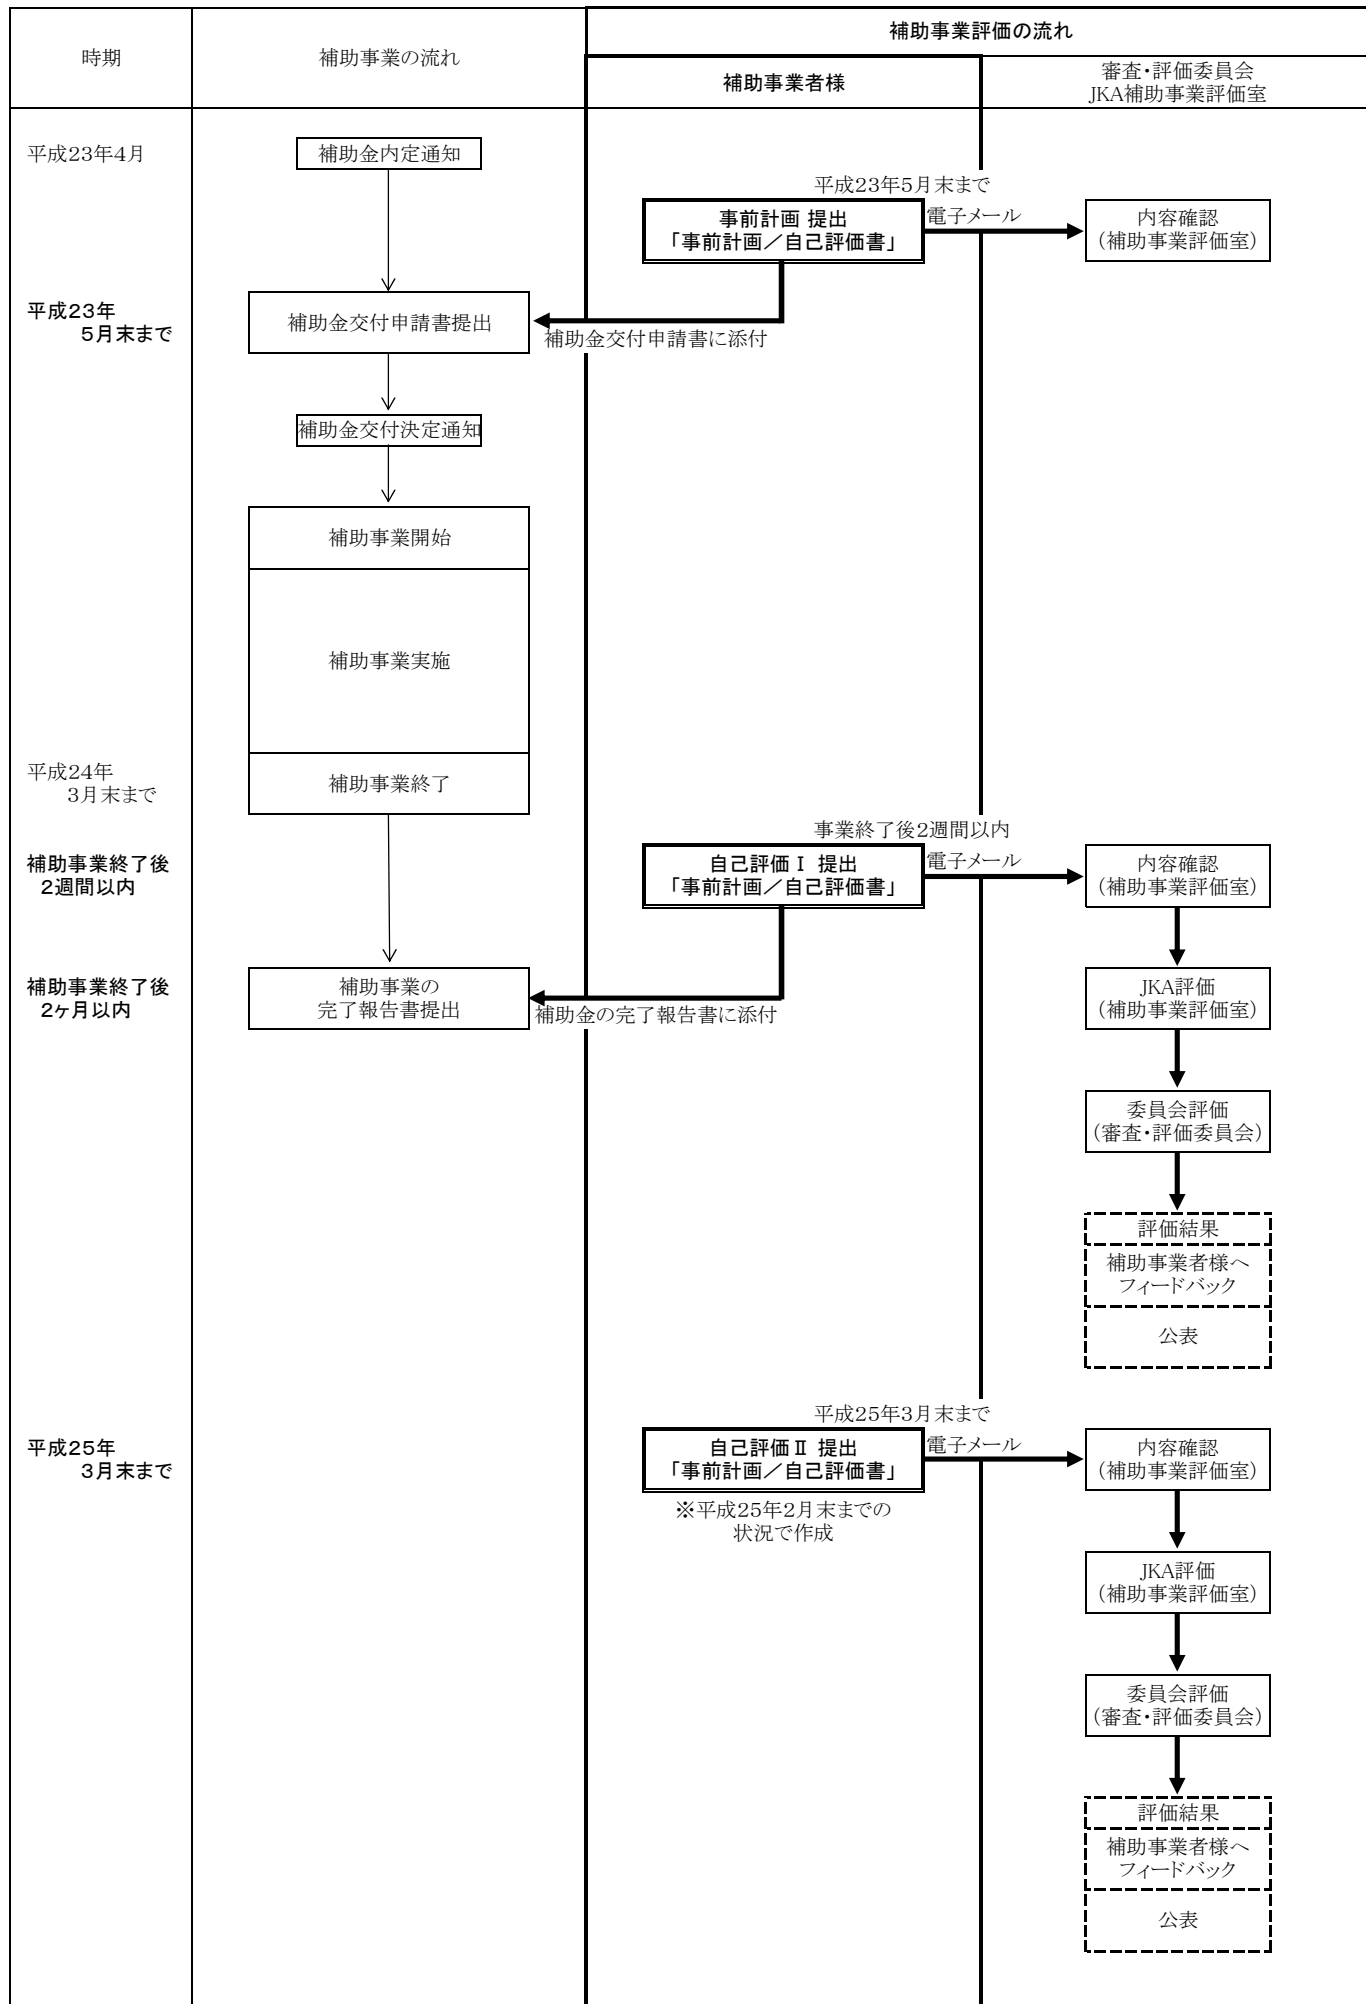 補助事業評価の流れ
時期
補助事業の流れ
補助事業者様
審査・評価委員会
JKA補助事業評価室
平成23年4月
補助金内定通知
平成23年5月末まで
事前計画 提出
「事前計画／自己評価書」
電子メール
内容確認
（補助事業評価室）
平成23年
5月末まで
補助金交付申請書提出
補助金交付申請書に添付
補助金交付決定通知
補助事業開始
補助事業実施
平成24年
3月末まで
補助事業終了
事業終了後2週間以内
補助事業終了後
2週間以内
自己評価Ⅰ 提出
「事前計画／自己評価書」
電子メール
内容確認
（補助事業評価室）
補助事業終了後
2ヶ月以内
補助事業の
完了報告書提出
補助金の完了報告書に添付
JKA評価
（補助事業評価室）
委員会評価
（審査・評価委員会）
評価結果
補助事業者様へ
フィードバック
公表
平成25年3月末まで
平成25年
3月末まで
自己評価Ⅱ 提出
「事前計画／自己評価書」
電子メール
内容確認
（補助事業評価室）
※平成25年2月末までの
状況で作成
JKA評価
（補助事業評価室）
委員会評価
（審査・評価委員会）
評価結果
補助事業者様へ
フィードバック
公表